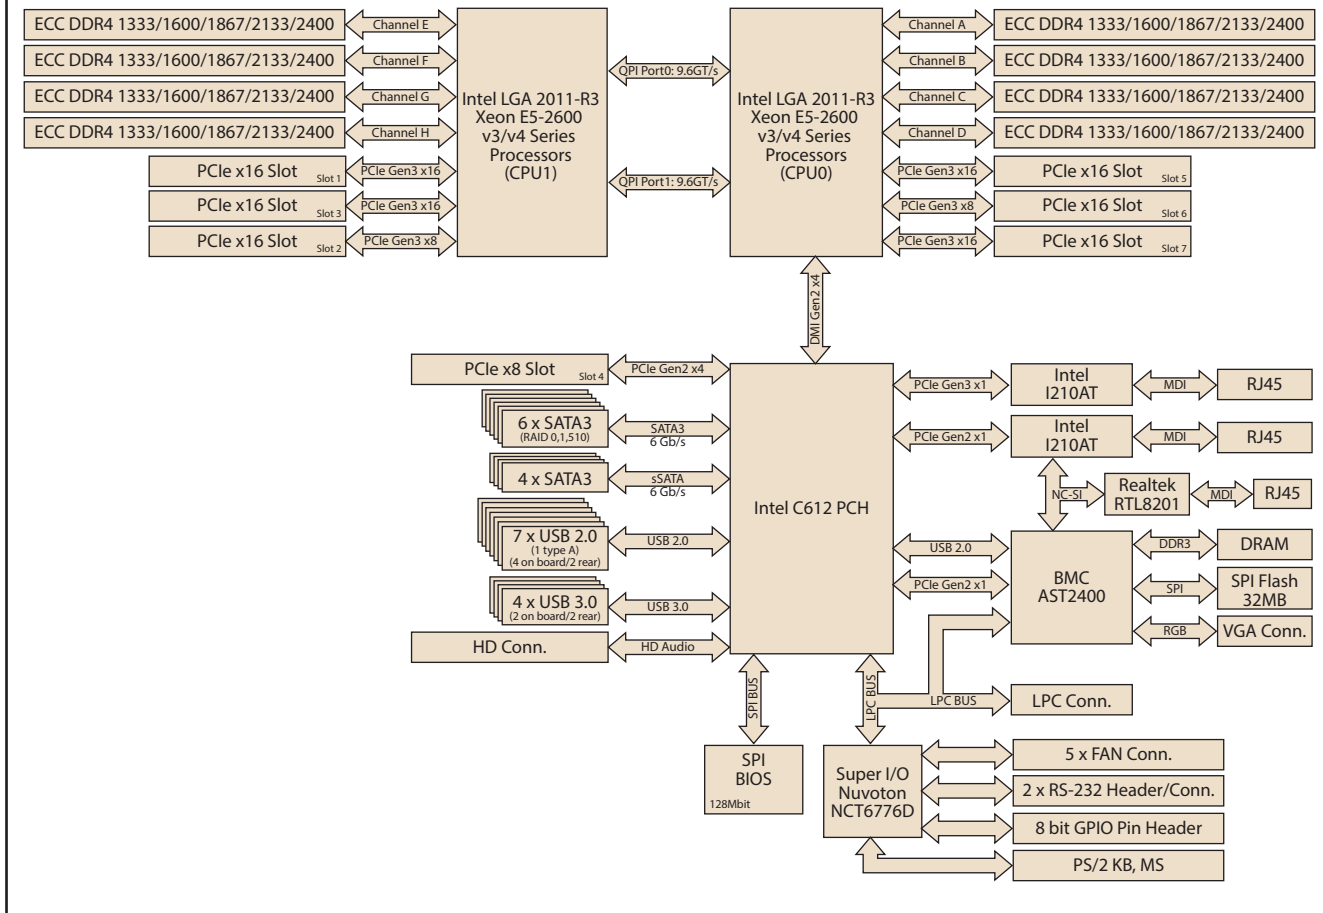 ECC DDR4 1333/1600/1867/2133/2400
Channel E
ECC DDR4 1333/1600/1867/2133/2400
Channel F
ECC DDR4 1333/1600/1867/2133/2400
Channel G
ECC DDR4 1333/1600/1867/2133/2400
Channel H
PCIe x16 Slot
Slot 1
PCIe Gen3 x16
PCIe x16 Slot
Slot 3
PCIe Gen3 x16
PCIe x16 Slot
Slot 2
PCIe Gen3 x8
Intel LGA 2011-R3
Xeon E5-2600
v3/v4 Series
Processors
(CPU1)
QPI Port0: 9.6GT/s
QPI Port1: 9.6GT/s
Intel LGA 2011-R3
Xeon E5-2600
v3/v4 Series
Processors
(CPU0)
Channel A
ECC DDR4 1333/1600/1867/2133/2400
Channel B
ECC DDR4 1333/1600/1867/2133/2400
Channel C
ECC DDR4 1333/1600/1867/2133/2400
Channel D
ECC DDR4 1333/1600/1867/2133/2400
PCIe Gen3 x16
PCIe x16 Slot
Slot 5
PCIe Gen3 x8
PCIe x16 Slot
Slot 6
PCIe Gen3 x16
PCIe x16 Slot
Slot 7
DMI Gen2 x4
PCIe x8 Slot
Slot 4
PCIe Gen2 x4
6 x SATA3
(RAID 0,1,510)
SATA3
6 Gb/s
4 x SATA3
sSATA
6 Gb/s
7 x USB 2.0
(1 type A)
(4 on board/2 rear)
USB 2.0
4 x USB 3.0
(2 on board/2 rear)
USB 3.0
HD Conn.
HD Audio
Intel C612 PCH
PCIe Gen3 x1
Intel
I210AT
MDI
RJ45
PCIe Gen2 x1
Intel
I210AT
MDI
RJ45
NC-SI
Realtek
RTL8201
MDI
RJ45
USB 2.0
PCIe Gen2 x1
BMC
AST2400
DDR3
DRAM
SPI
SPI Flash
32MB
RGB
VGA Conn.
SPI BUS
LPC BUS
LPC BUS
LPC Conn.
SPI
BIOS
128Mbit
Super I/O
Nuvoton
NCT6776D
5 x FAN Conn.
2 x RS-232 Header/Conn.
8 bit GPIO Pin Header
PS/2 KB, MS